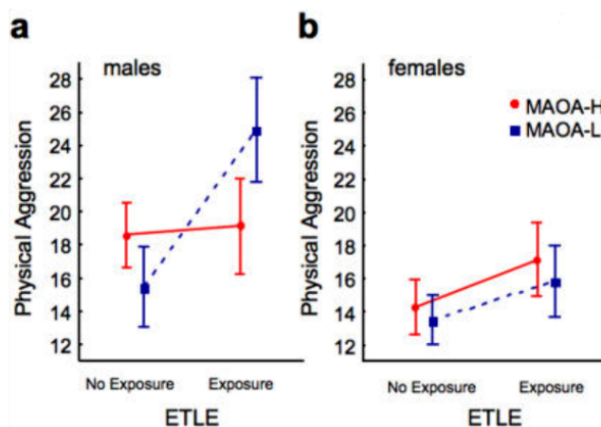 a
males
Physical Aggression
28
26
24
22
20
18
16
14
12
No Exposure Exposure
ETLE
b
females
MAOA-H
MAOA-L
Physical Aggression
28
26
24
22
20
18
16
14
12
No Exposure Exposure
ETLE